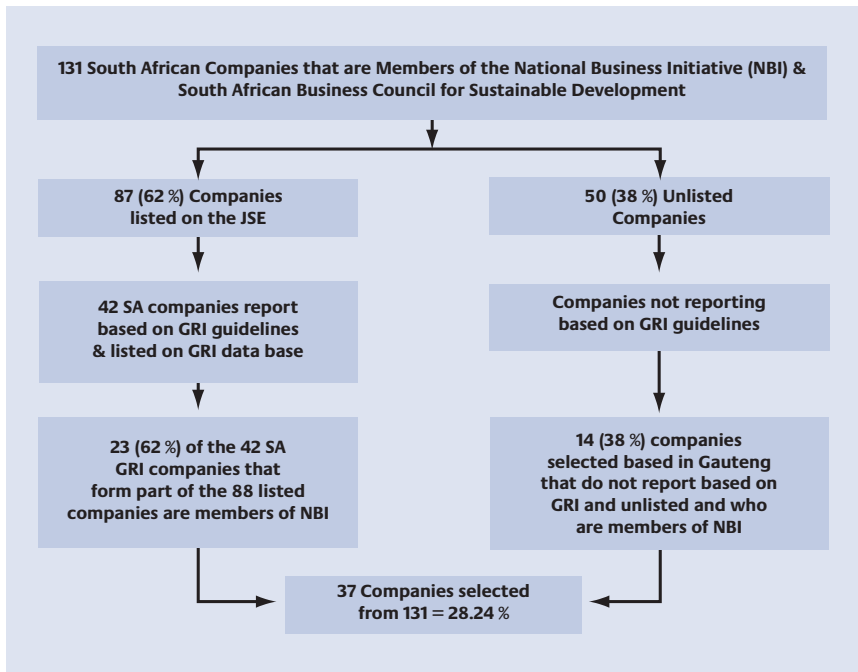 131 South African Companies that are Members of the National Business Initiative (NBI) &
South African Business Council for Sustainable Development
87 (62 %) Companies
listed on the JSE
50 (38 %) Unlisted
Companies
42 SA companies report
based on GRI guidelines
& listed on GRI data base
Companies not reporting
based on GRI guidelines
23 (62 %) of the 42 SA
GRI companies that
form part of the 88 listed
companies are members of NBI
14 (38 %) companies
selected based in Gauteng
that do not report based on
GRI and unlisted and who
are members of NBI
37 Companies selected
from 131 = 28.24 %